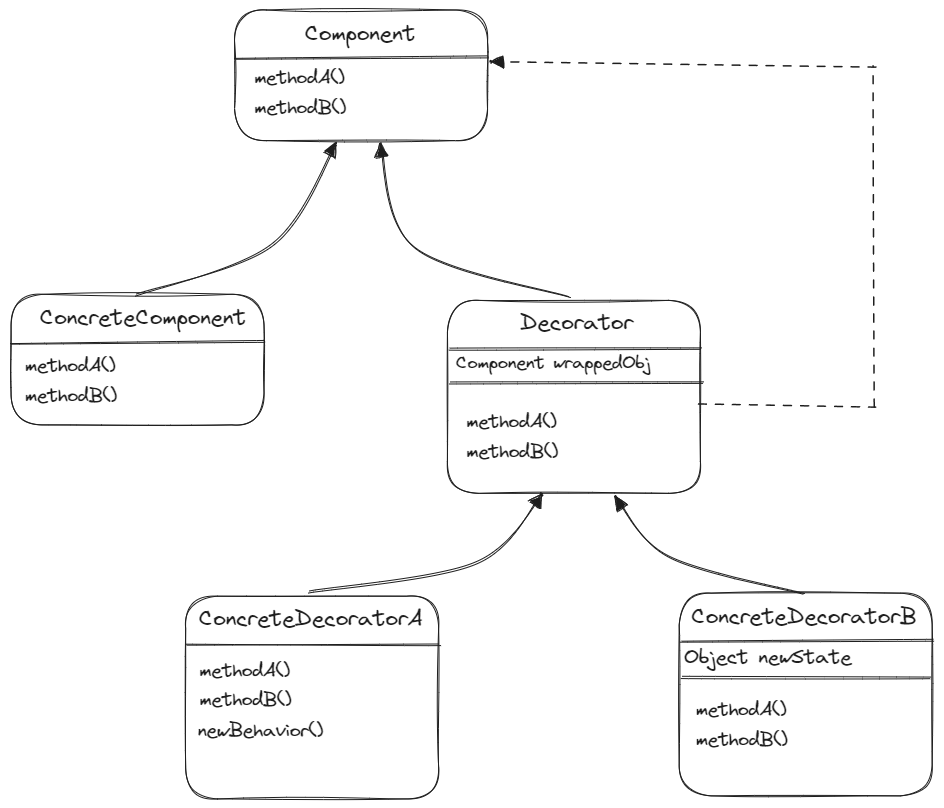 Component
methodA()
methodB()
ConcreteComponent
methodA()
methodB()
Decorator
Component wrappedObj
methodA()
methodB()
ConcreteDecoratorA
methodA()
methodB()
newBehavior()
ConcreteDecoratorB
Object newState
methodA()
methodB()